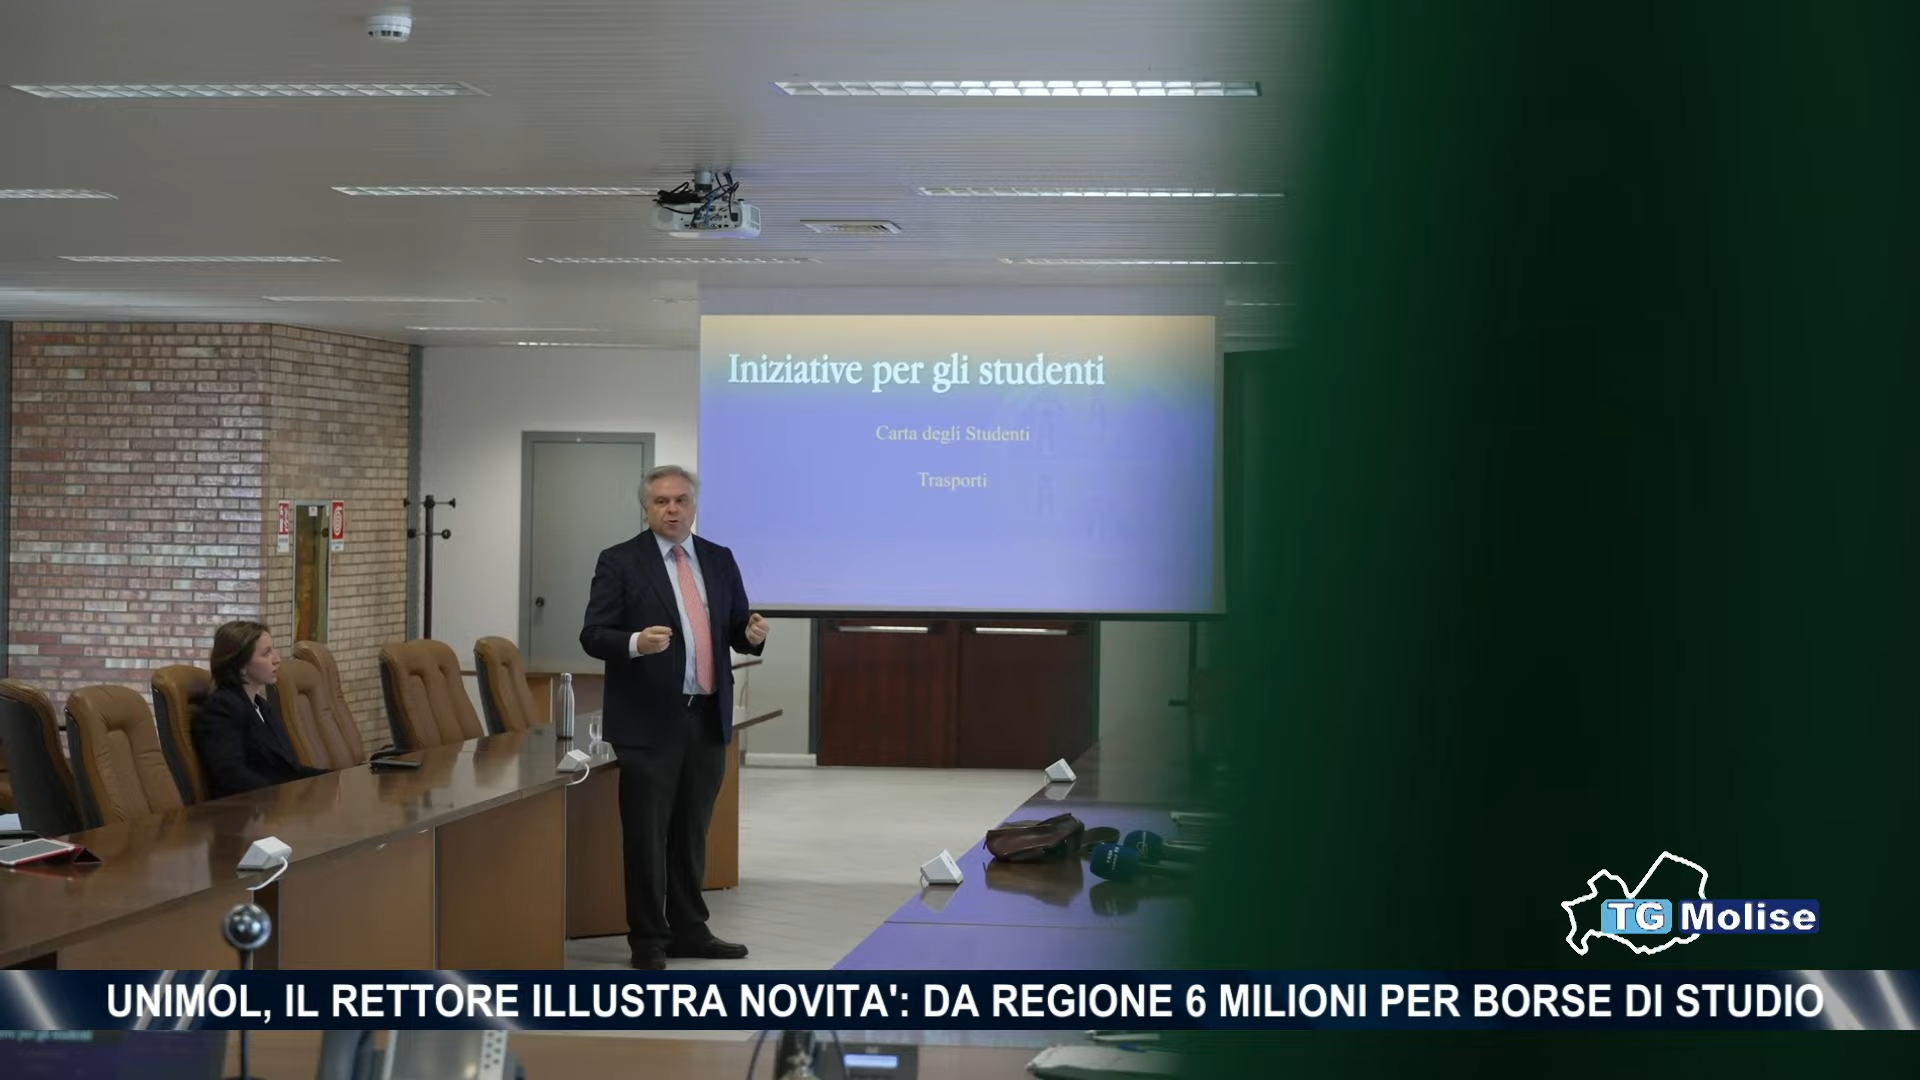 Iniziative per gli studenti
Carta degli Studenti
Trasporti
TG Molise
UNIMOL, IL RETTORE ILLUSTRA NOVITA': DA REGIONE 6 MILIONI PER BORSE DI STUDIO